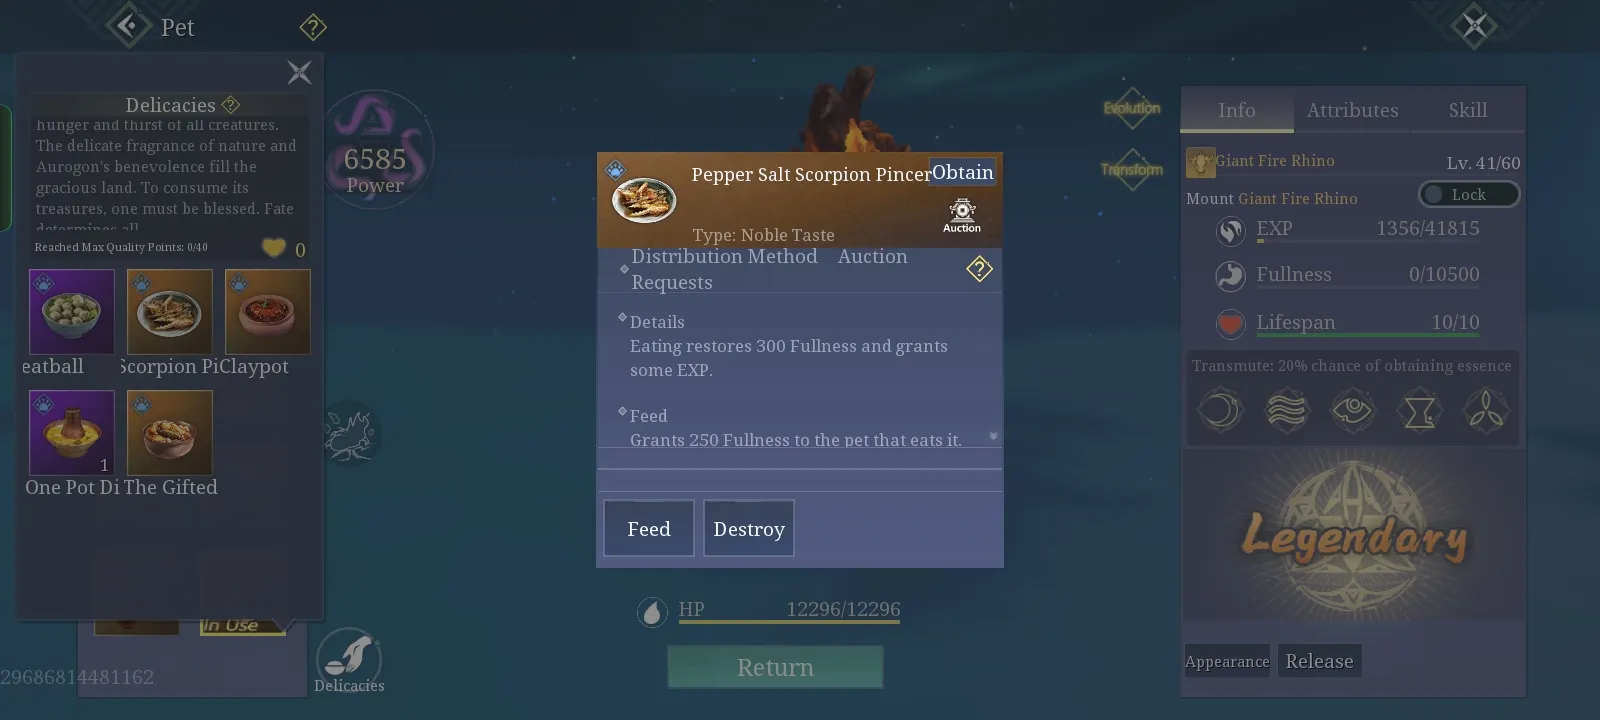 Pet
Delicacies
hunger and thirst of all creatures.
The delicate fragrance of nature and
Aurogon's benevolence fill the
gracious land. To consume its
treasures, one must be blessed. Fate
determines all
Reached Max Quality Points: 0/40
0
eatball
Scorpion Pi
Claypot
1
One Pot Di
The Gifted
In Use
29686814481162
Delicacies
6585
Power
Pepper Salt Scorpion Pincer
Obtain
Auction
Type: Noble Taste
Distribution Method Auction
Requests
Details
Eating restores 300 Fullness and grants
some EXP.
Feed
Grants 250 Fullness to the pet that eats it.
Feed
Destroy
HP 12296/12296
Return
Evolution
Transform
Info
Attributes
Skill
Giant Fire Rhino
Lv. 41/60
Mount Giant Fire Rhino
Lock
EXP 1356/41815
Fullness 0/10500
Lifespan 10/10
Transmute: 20% chance of obtaining essence
Legendary
Appearance
Release